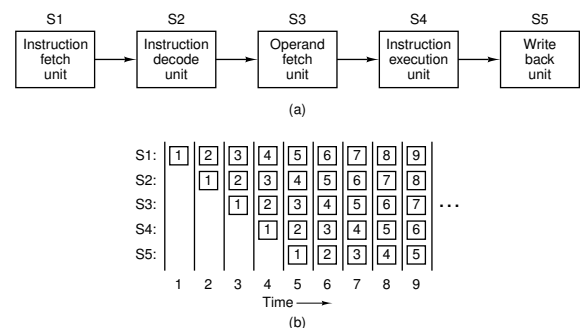 S1 S2 S3 S4 S5
Instruction fetch unit
Instruction decode unit
Operand fetch unit
Instruction execution unit
Write back unit
(a)
S1: 1 2 3 4 5 6 7 8 9
S2: 1 2 3 4 5 6 7 8
S3: 1 2 3 4 5 6 7 ...
S4: 1 2 3 4 5 6
S5: 1 2 3 4 5
1 2 3 4 5 6 7 8 9
Time
(b)